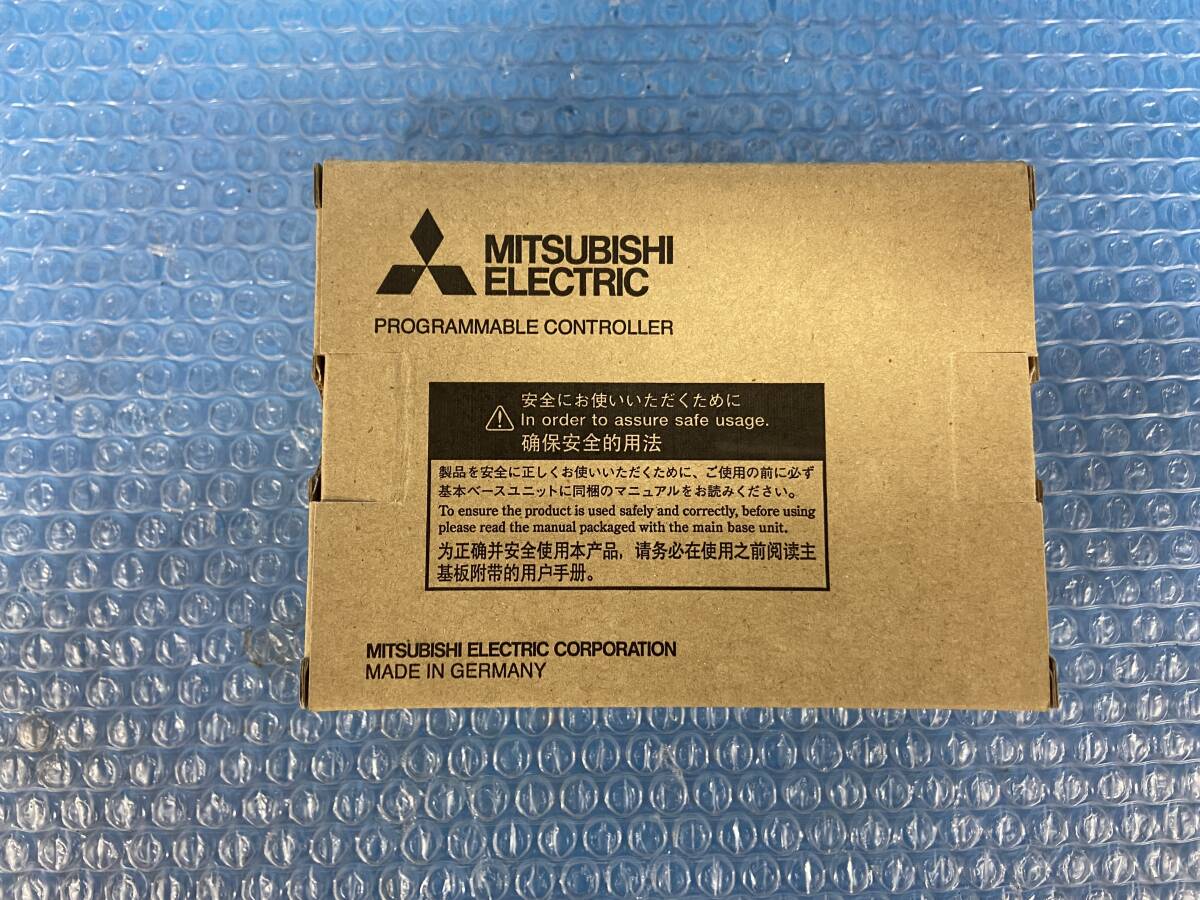 MITSUBISHI
ELECTRIC
PROGRAMMABLE CONTROLLER
安全にお使いいただくために
In order to assure safe usage.
确保安全的用法
製品を安全に正しくお使いいただくために、ご使用の前に必ず
基本ベースユニットに同梱のマニュアルをお読みください。
To ensure the product is used safely and correctly, before using
please read the manual packaged with the main base unit.
为正确并安全使用本产品，请务必在使用之前阅读主
基板附带的用户手册。
MITSUBISHI ELECTRIC CORPORATION
MADE IN GERMANY